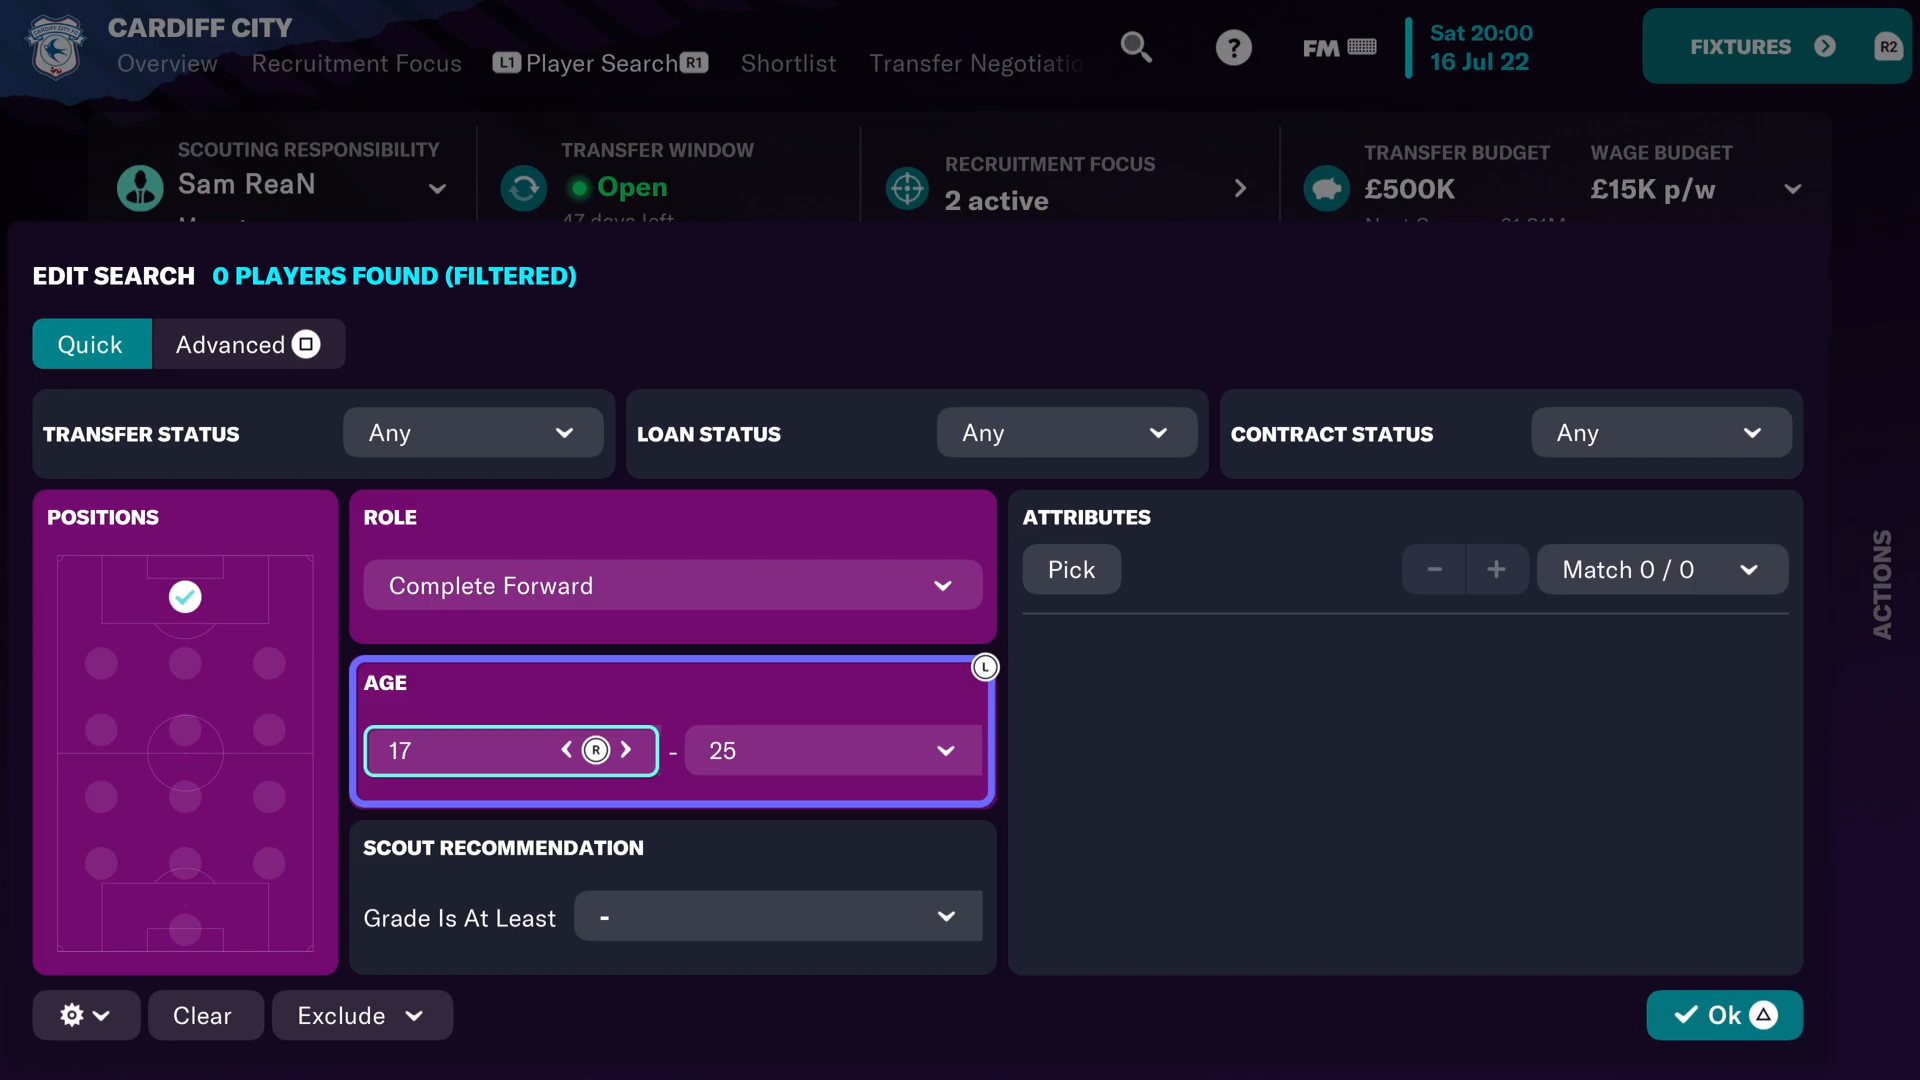 CARDIFF CITY
Overview
Recruitment Focus
L1 Player Search R1
Shortlist
Transfer Negotiatio
FM
Sat 20:00
16 Jul 22
FIXTURES
R2
SCOUTING RESPONSIBILITY
Sam ReaN
TRANSFER WINDOW
Open
47 days left
RECRUITMENT FOCUS
2 active
TRANSFER BUDGET
£500K
WAGE BUDGET
£15K p/w
EDIT SEARCH 0 PLAYERS FOUND (FILTERED)
Quick
Advanced
TRANSFER STATUS
Any
LOAN STATUS
Any
CONTRACT STATUS
Any
POSITIONS
ROLE
Complete Forward
L
AGE
17
R
-
25
SCOUT RECOMMENDATION
Grade Is At Least
-
ATTRIBUTES
Pick
Match 0 / 0
ACTIONS
Clear
Exclude
Ok